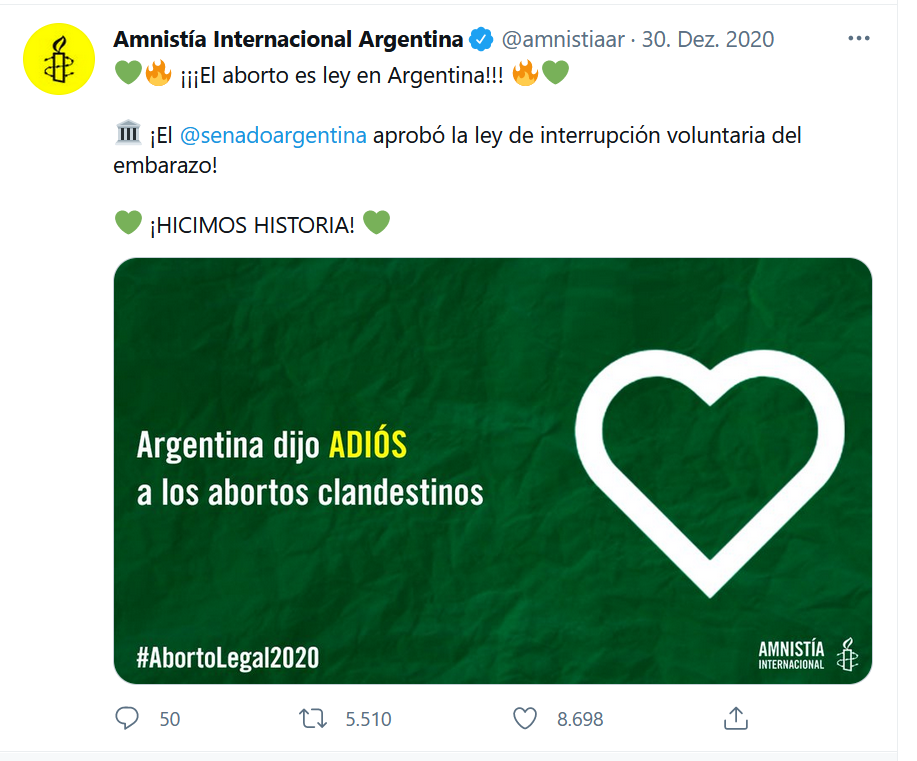 Amnistía Internacional Argentina @amnistiaar · 30. Dez. 2020
💚🔥 ¡¡¡El aborto es ley en Argentina!!! 🔥💚
🏛️ ¡El @senadoargentina aprobó la ley de interrupción voluntaria del
embarazo!
💚 ¡HICIMOS HISTORIA! 💚
Argentina dijo ADIÓS
a los abortos clandestinos
#AbortoLegal2020
AMNISTÍA
INTERNACIONAL
50 5.510 8.698